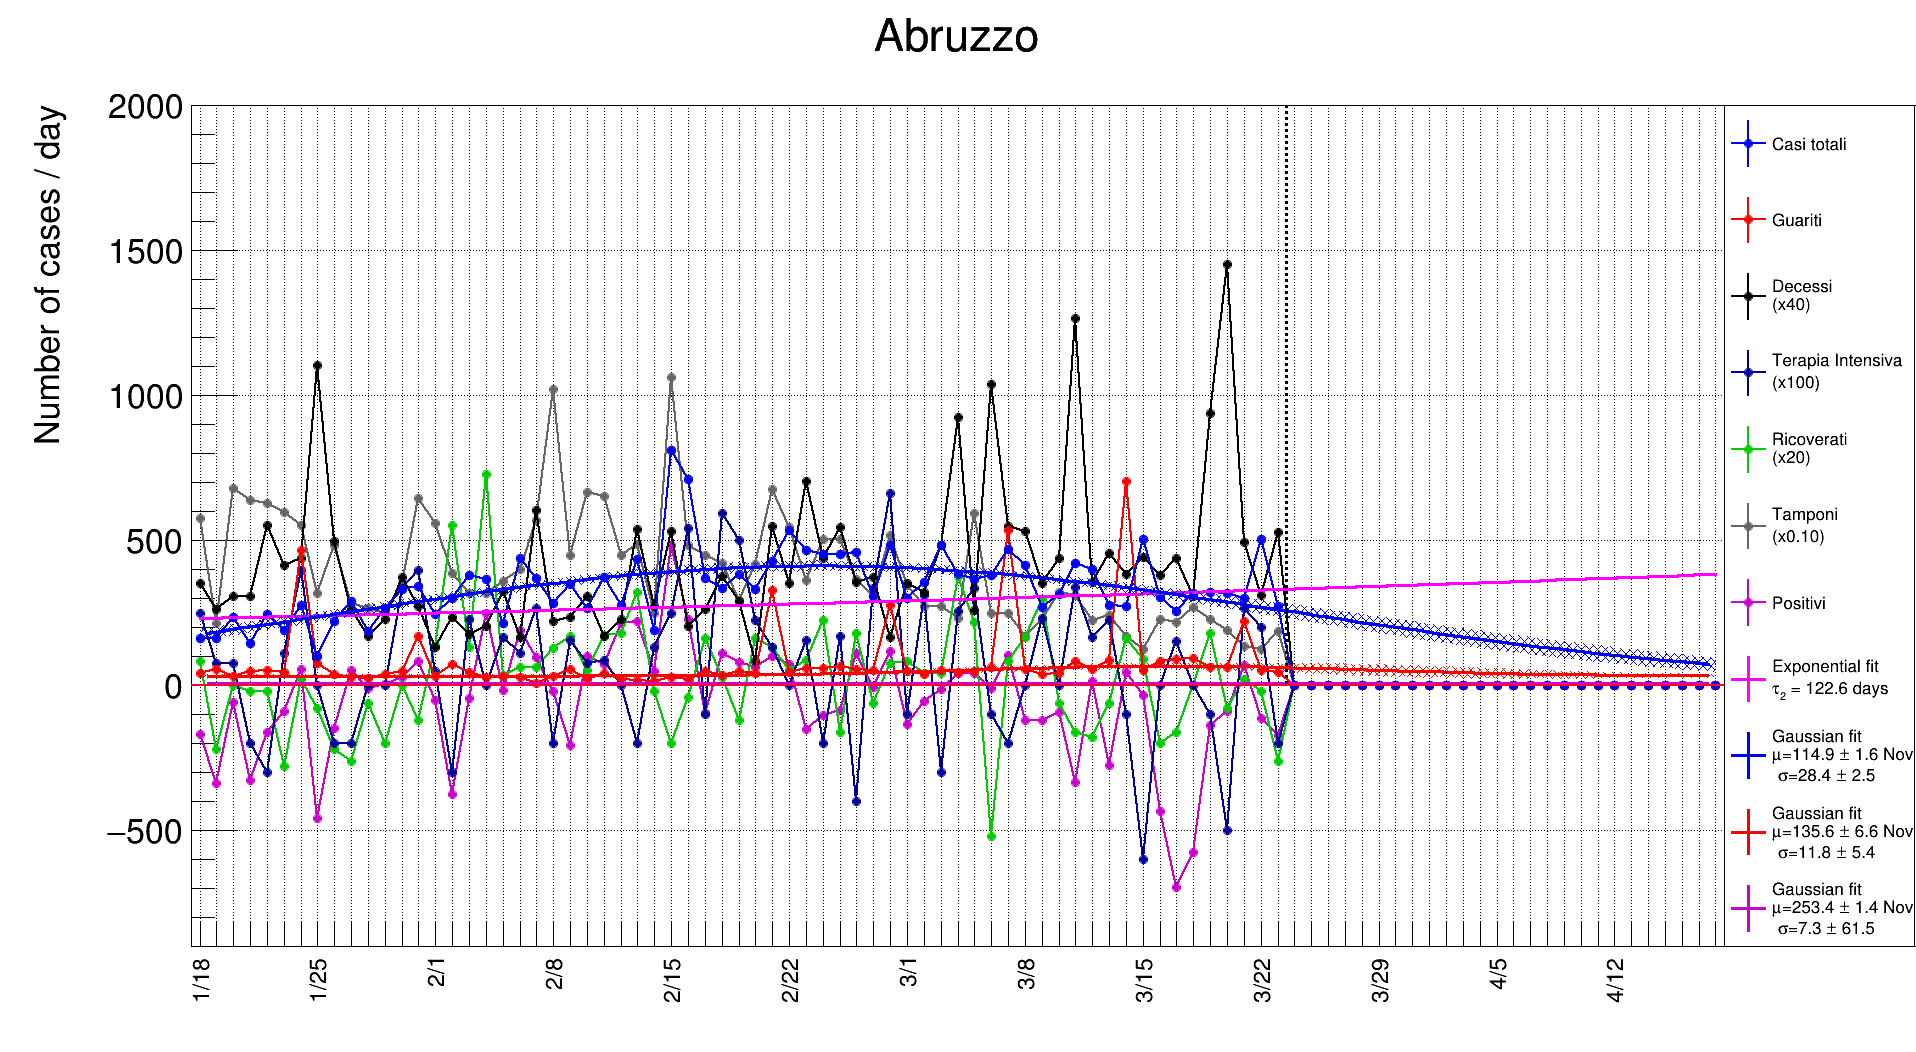 Abruzzo
Number of cases / day
2000
1500
1000
500
0
−500
1/18
1/25
2/1
2/8
2/15
2/22
3/1
3/8
3/15
3/22
3/29
4/5
4/12
Casi totali
Guariti
Decessi
(x40)
Terapia Intensiva
(x100)
Ricoverati
(x20)
Tamponi
(x0.10)
Positivi
Exponential fit
τ2 = 122.6 days
Gaussian fit
μ=114.9 ± 1.6 Nov
σ=28.4 ± 2.5
Gaussian fit
μ=135.6 ± 6.6 Nov
σ=11.8 ± 5.4
Gaussian fit
μ=253.4 ± 1.4 Nov
σ=7.3 ± 61.5